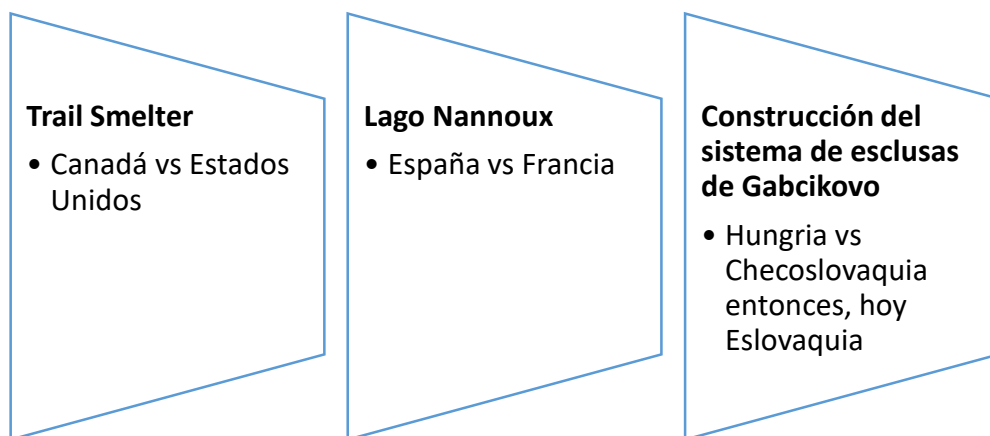 Trail Smelter
• Canadá vs Estados
Unidos
Lago Nannoux
• España vs Francia
Construcción del
sistema de esclusas
de Gabcikovo
• Hungria vs
Checoslovaquia
entonces, hoy
Eslovaquia